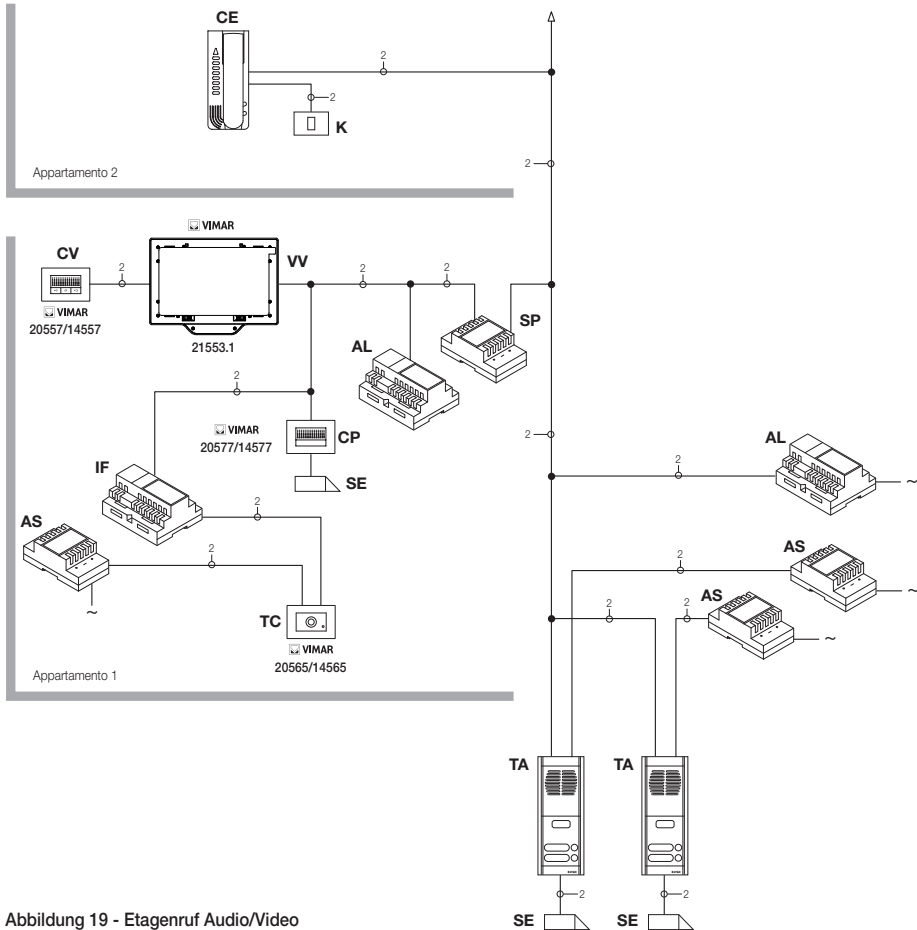 CE
2
2
K
2
Appartamento 2
VIMAR
CV
2
VV
2
2
SP
VIMAR
20557/14557
21553.1
AL
2
VIMAR
20577/14577
CP
2
AL
2
~
IF
SE
AS
2
2
~
TC
VIMAR
20565/14565
Appartamento 1
AS
2
~
AS
2
2
~
TA
TA
2
2
SE
SE
Abbildung 19 - Etagenruf Audio/Video